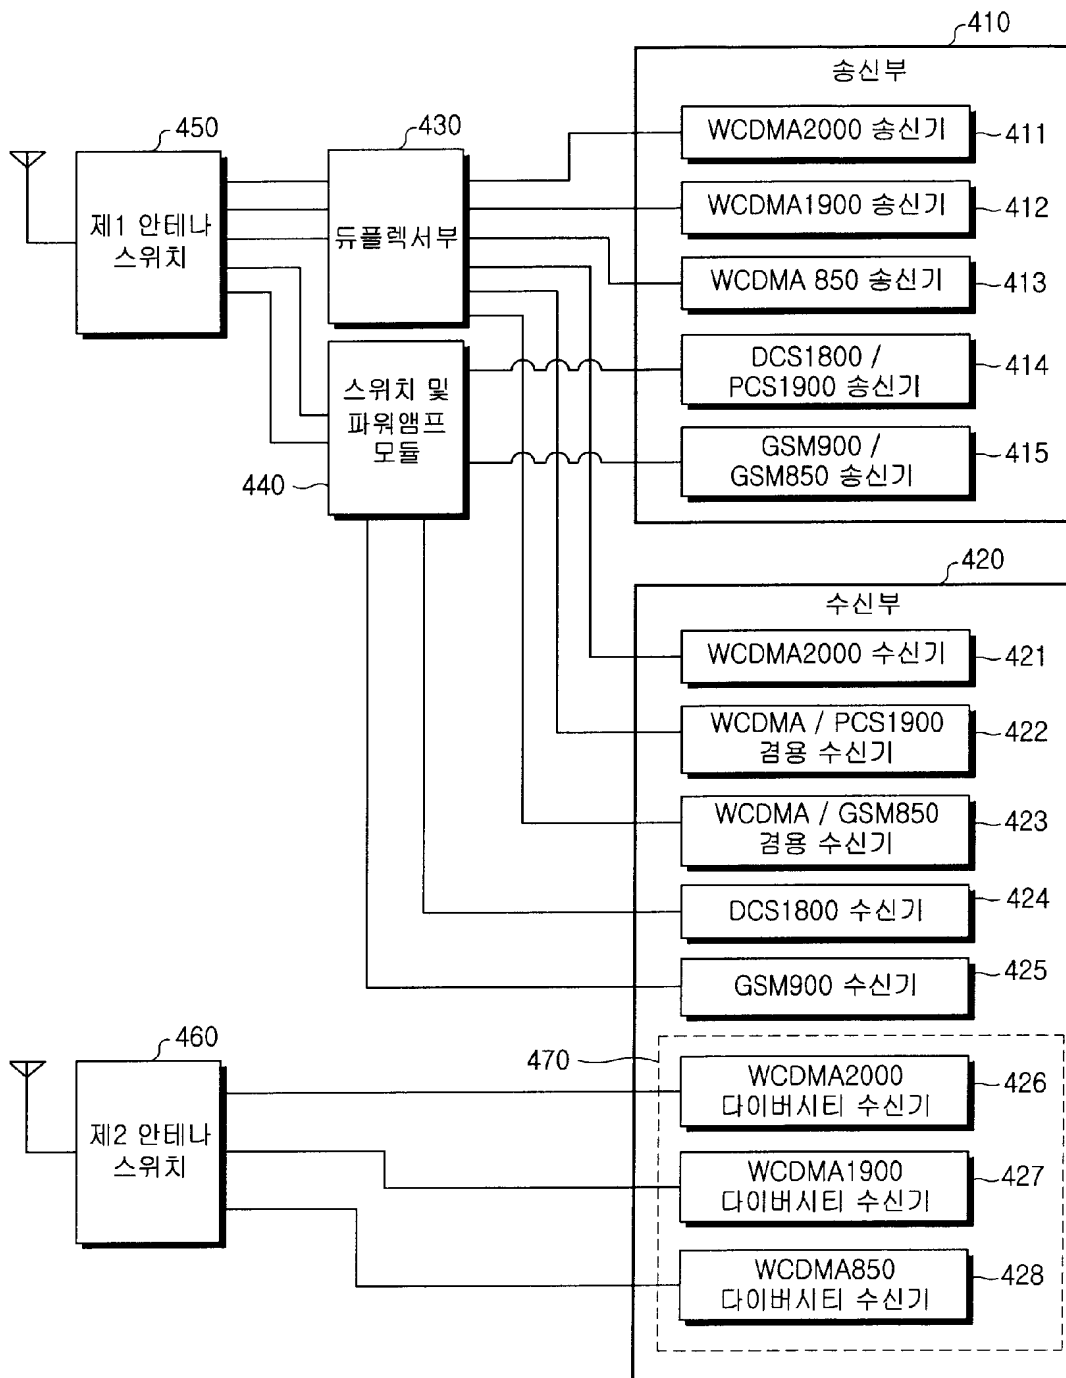 410
송신부
450
430
WCDMA2000 송신기
411
제1 안테나
스위치
듀플렉서부
WCDMA1900 송신기
412
WCDMA 850 송신기
413
스위치 및
파워앰프
모듈
440
DCS1800 /
PCS1900 송신기
414
GSM900 /
GSM850 송신기
415
420
수신부
WCDMA2000 수신기
421
WCDMA / PCS1900
겸용 수신기
422
WCDMA / GSM850
겸용 수신기
423
DCS1800 수신기
424
GSM900 수신기
425
460
제2 안테나
스위치
470
WCDMA2000
다이버시티 수신기
426
WCDMA1900
다이버시티 수신기
427
WCDMA850
다이버시티 수신기
428